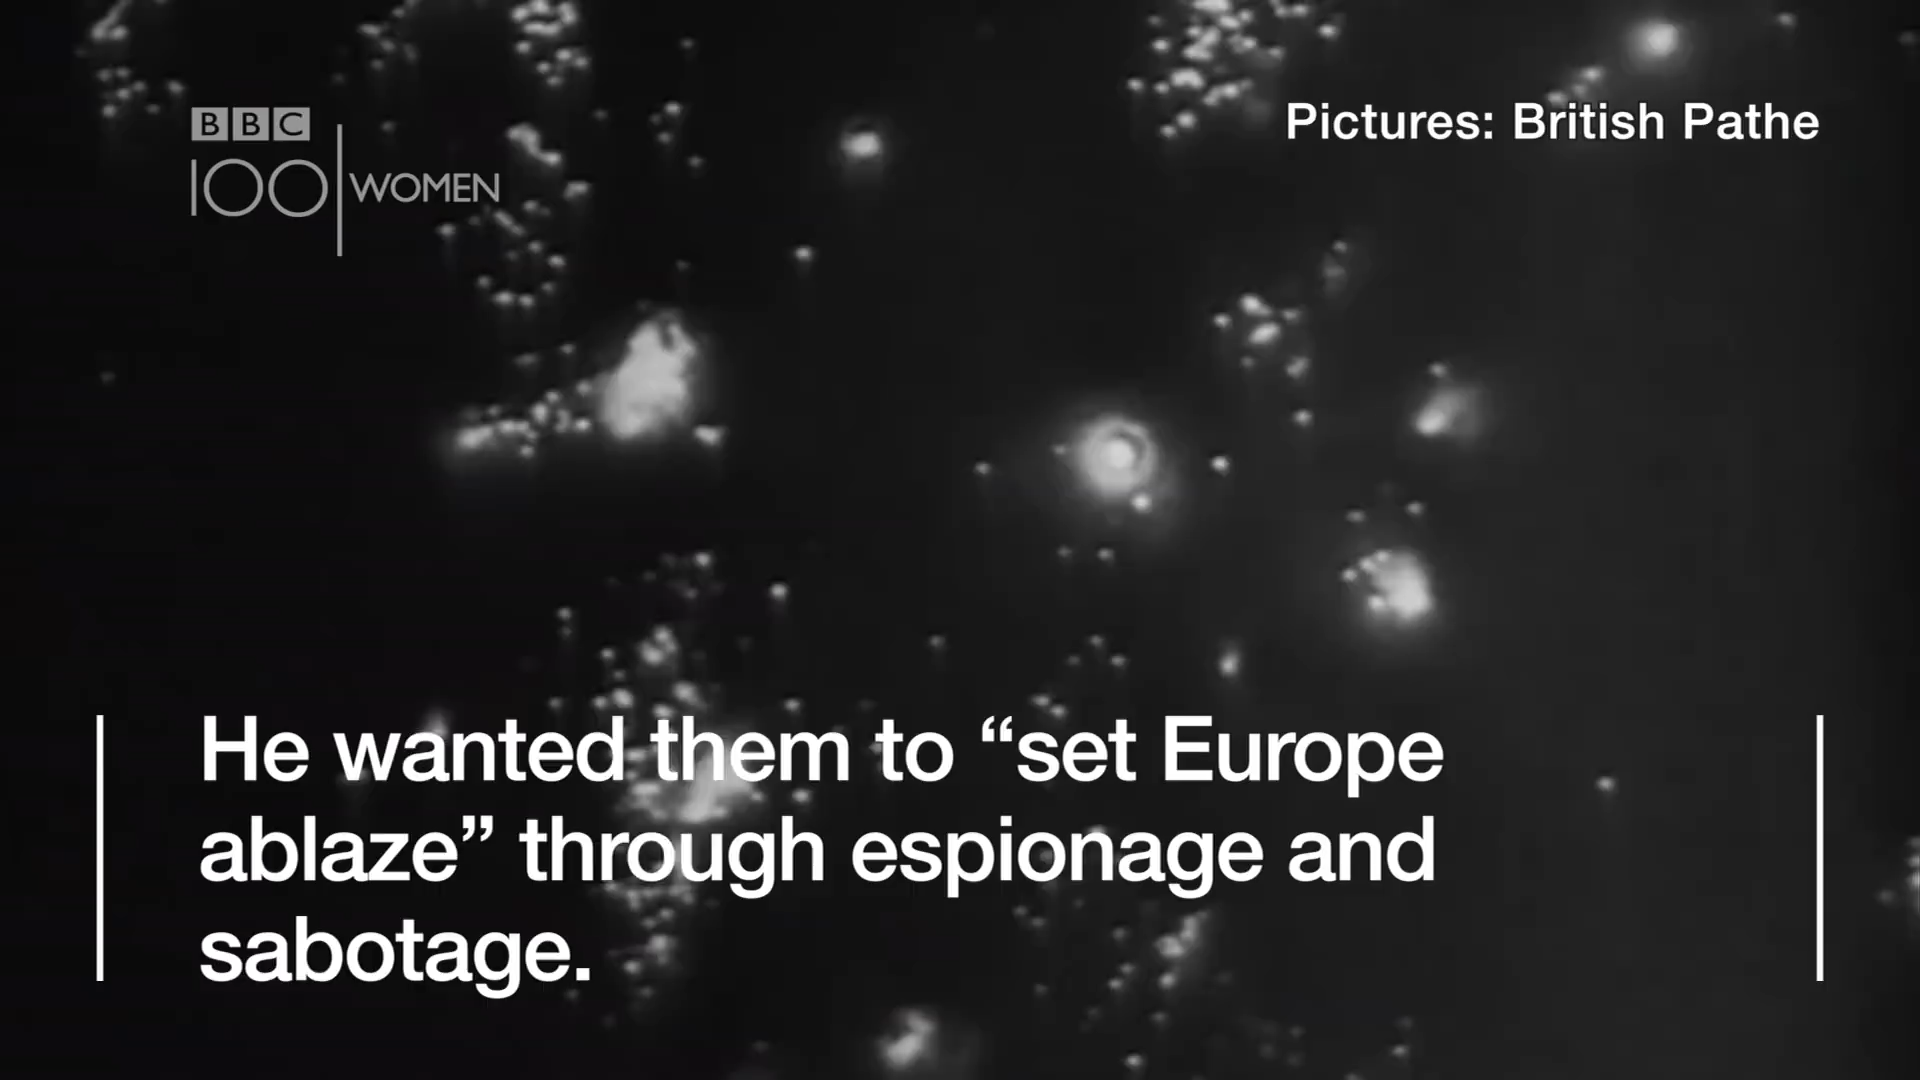 BBC
100 WOMEN
Pictures: British Pathe
He wanted them to “set Europe
ablaze” through espionage and
sabotage.